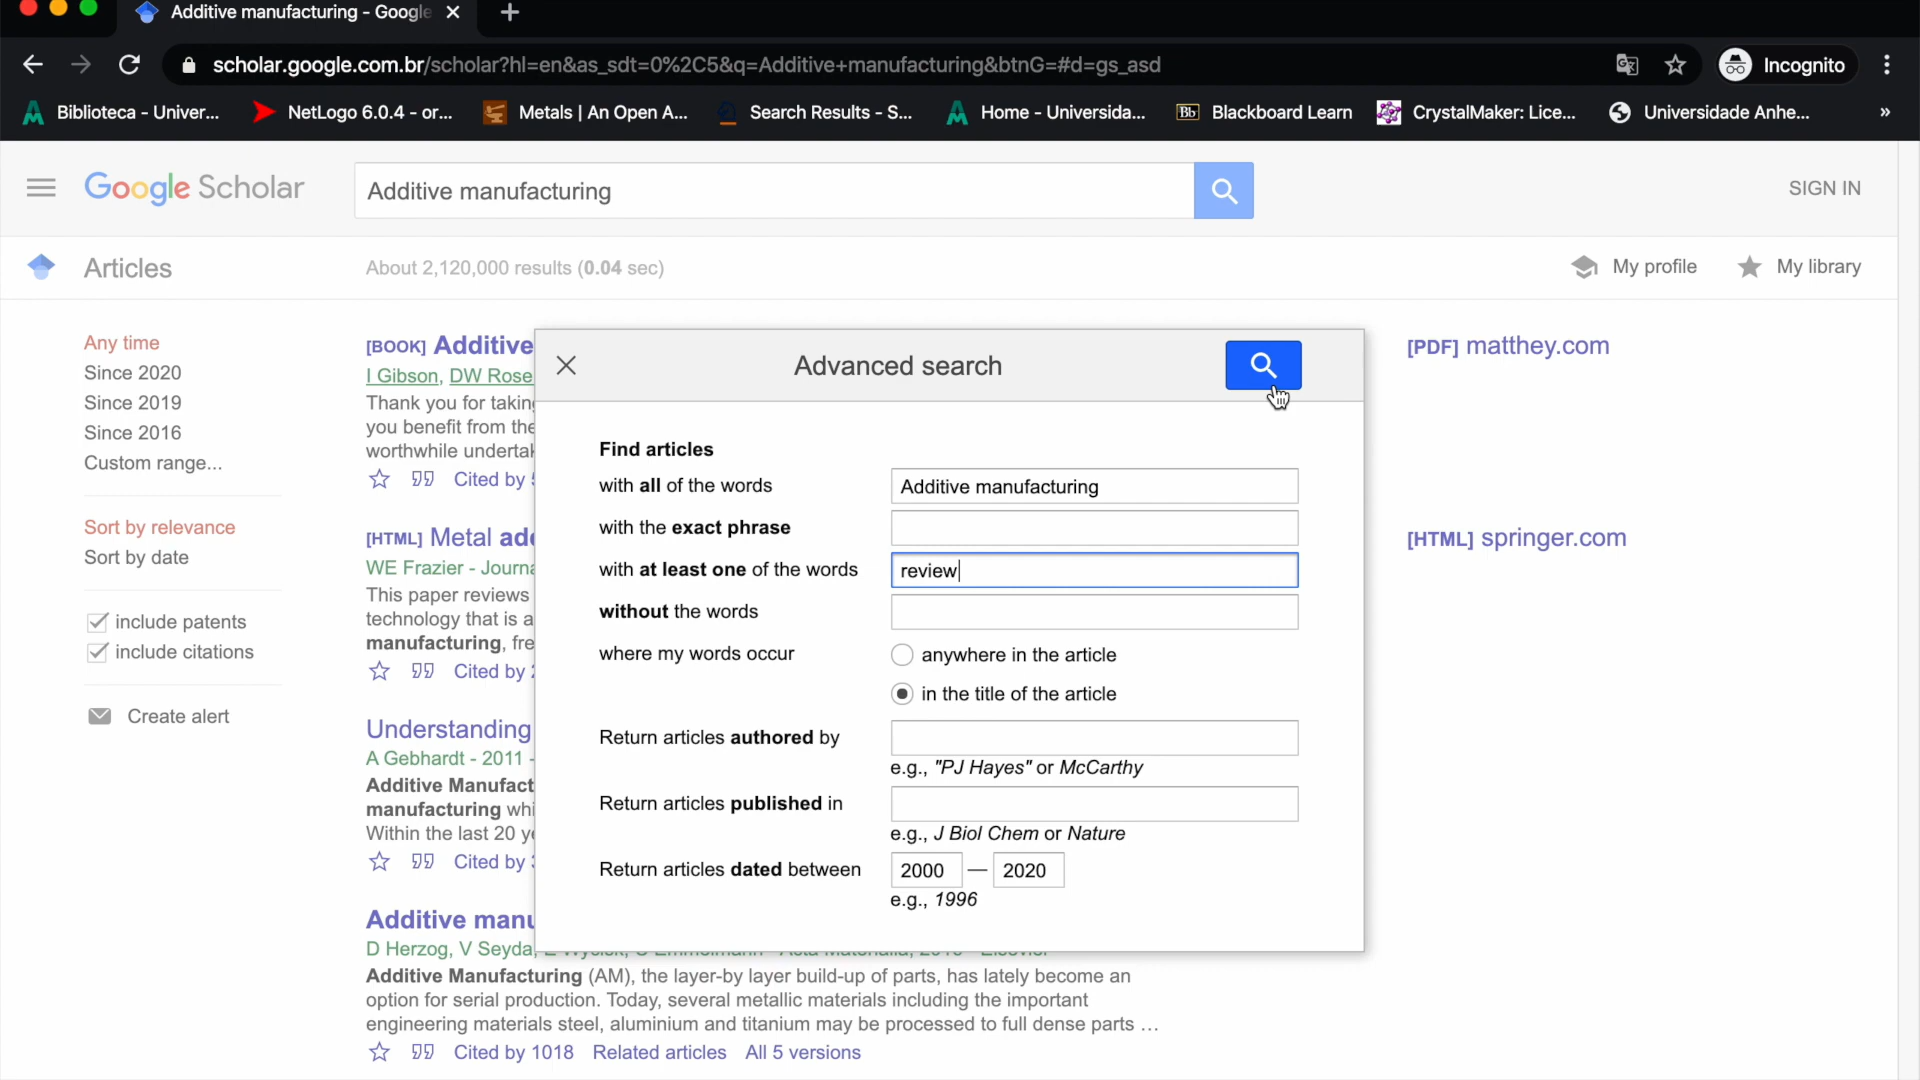 Additive manufacturing - Google
scholar.google.com.br/scholar?hl=en&as_sdt=0%2C5&q=Additive+manufacturing&btnG=#d=gs_asd
Incognito
Biblioteca - Univer...
NetLogo 6.0.4 - or...
Metals | An Open A...
Search Results - S...
Home - Universida...
Bb Blackboard Learn
CrystalMaker: Lice...
Universidade Anhe...
»
Google Scholar
Additive manufacturing
SIGN IN
Articles
About 2,120,000 results (0.04 sec)
My profile
My library
Any time
Since 2020
Since 2019
Since 2016
Custom range...
Sort by relevance
Sort by date
include patents
include citations
Create alert
[BOOK] Additive
I Gibson, DW Rose
Thank you for taking
you benefit from the
worthwhile undertak
Cited by
[PDF] matthey.com
[HTML] Metal add
WE Frazier - Journa
This paper reviews
technology that is a
manufacturing, fre
Cited by
[HTML] springer.com
Understanding
A Gebhardt - 2011 -
Additive Manufact
manufacturing whi
Within the last 20 ye
Cited by
Additive manu
D Herzog, V Seyda,
Additive Manufacturing (AM), the layer-by layer build-up of parts, has lately become an
option for serial production. Today, several metallic materials including the important
engineering materials steel, aluminium and titanium may be processed to full dense parts ...
Cited by 1018 Related articles All 5 versions
Advanced search
Find articles
with all of the words
Additive manufacturing
with the exact phrase
with at least one of the words
review
without the words
where my words occur
anywhere in the article
in the title of the article
Return articles authored by
e.g., "PJ Hayes" or McCarthy
Return articles published in
e.g., J Biol Chem or Nature
Return articles dated between
2000 — 2020
e.g., 1996